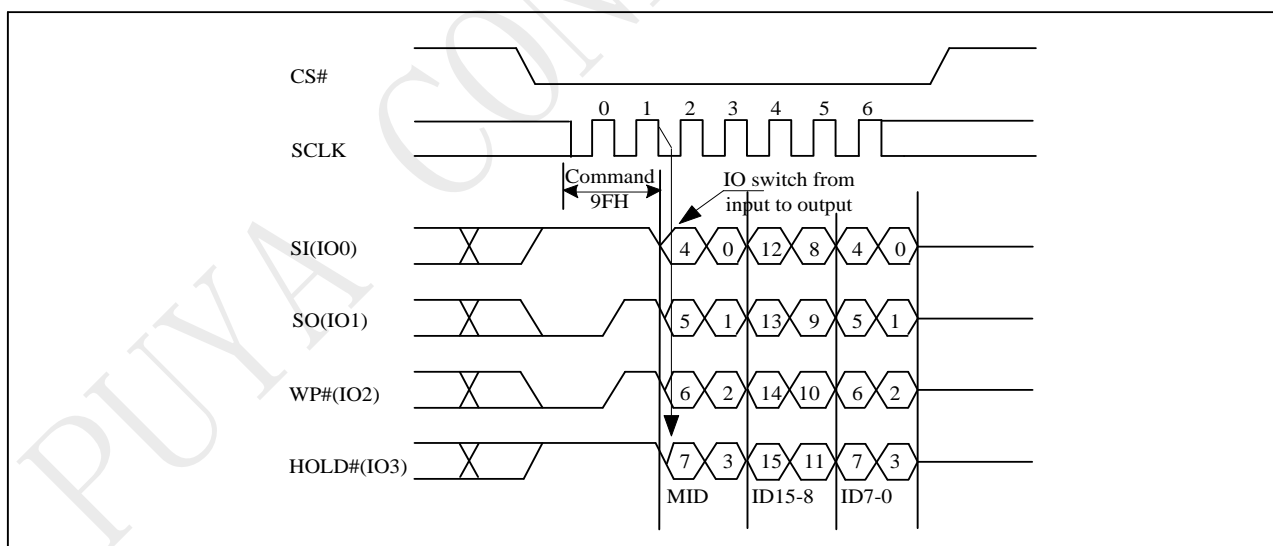 PUYA CON
CS#
0 1 2 3 4 5 6
SCLK
Command
9FH
IO switch from
input to output
SI(IO0)
4 0 12 8 4 0
SO(IO1)
5 1 13 9 5 1
WP#(IO2)
6 2 14 10 6 2
HOLD#(IO3)
7 3 15 11 7 3
MID ID15-8 ID7-0